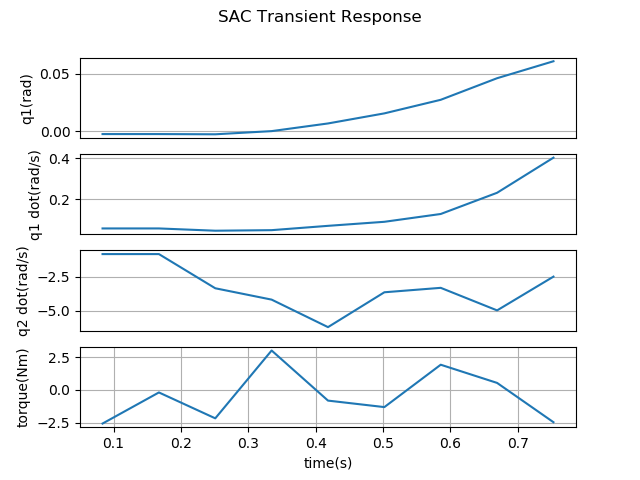 SAC Transient Response
q1(rad)
0.05
0.00
q1 dot(rad/s)
0.4
0.2
q2 dot(rad/s)
−2.5
−5.0
torque(Nm)
2.5
0.0
−2.5
0.1 0.2 0.3 0.4 0.5 0.6 0.7
time(s)